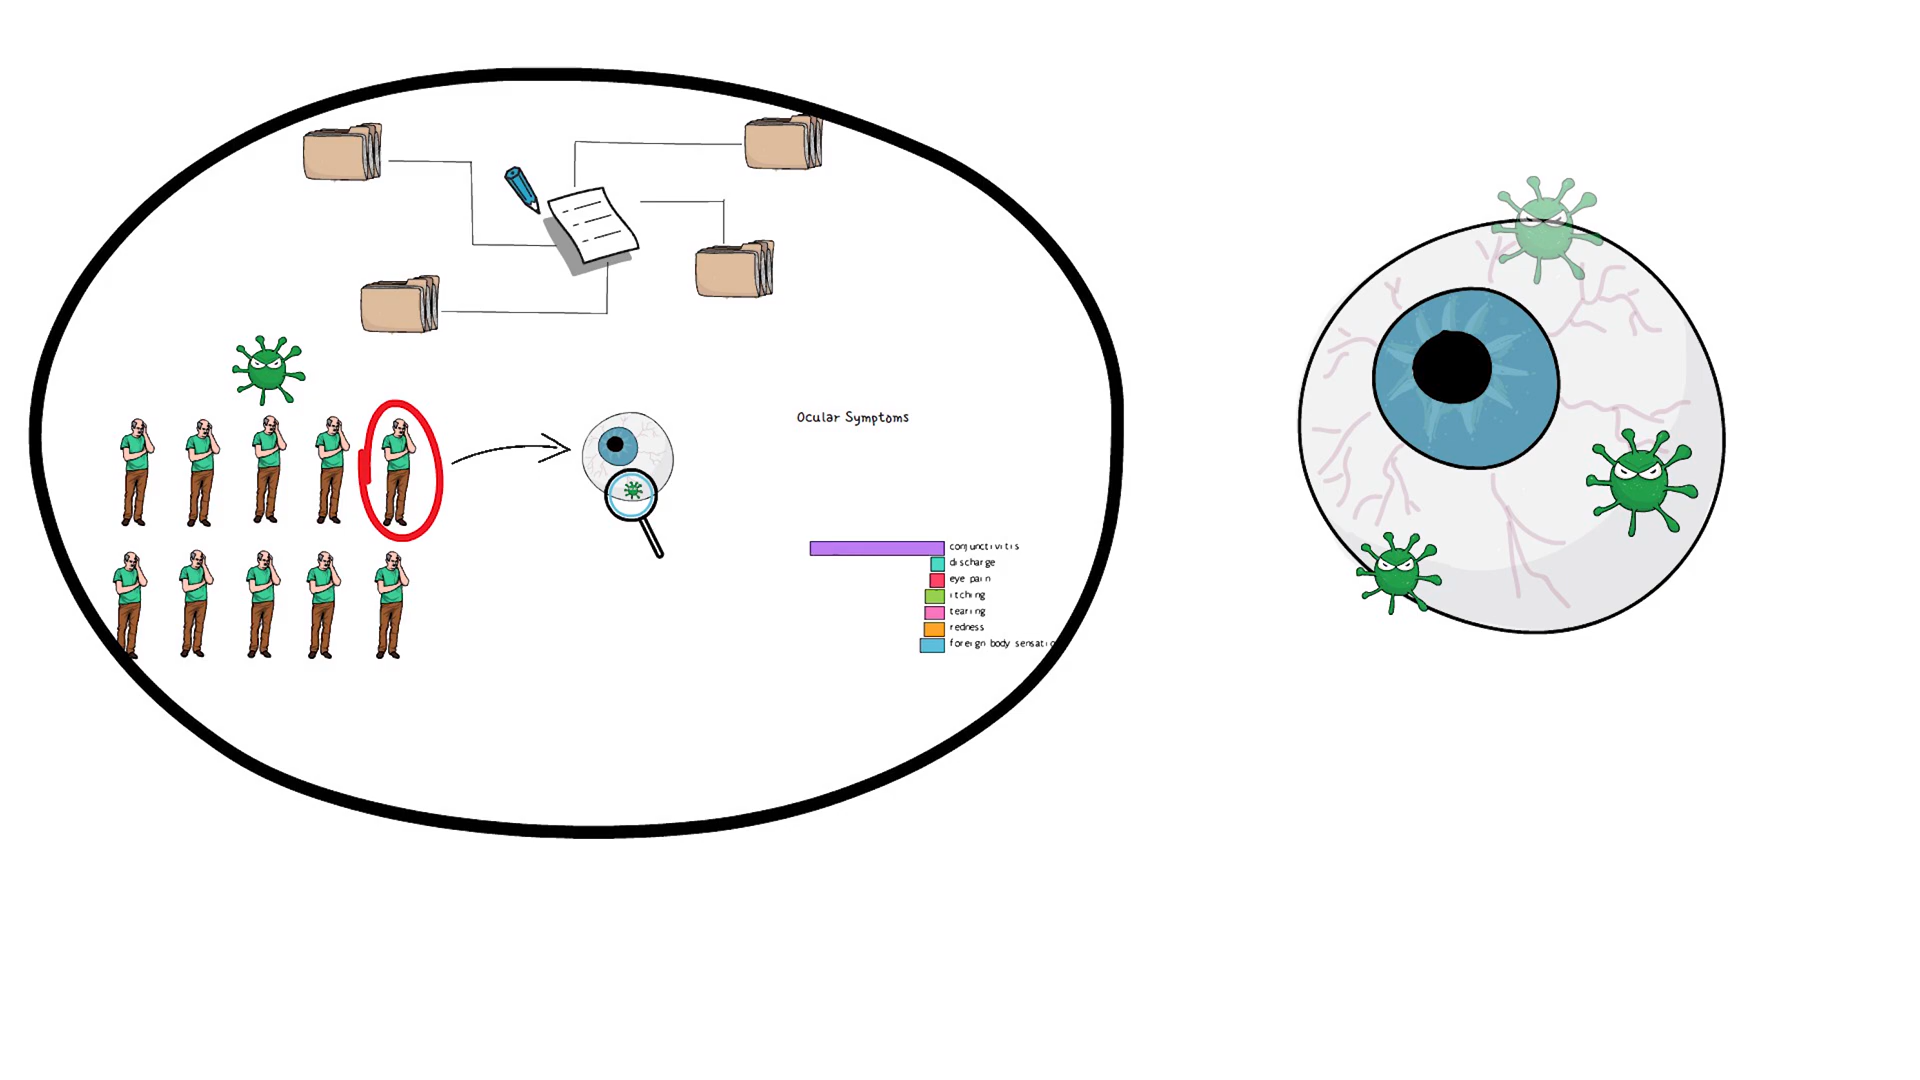 Ocular Symptoms
conjunctivitis
discharge
eye pain
itching
tearing
redness
foreign body sensati